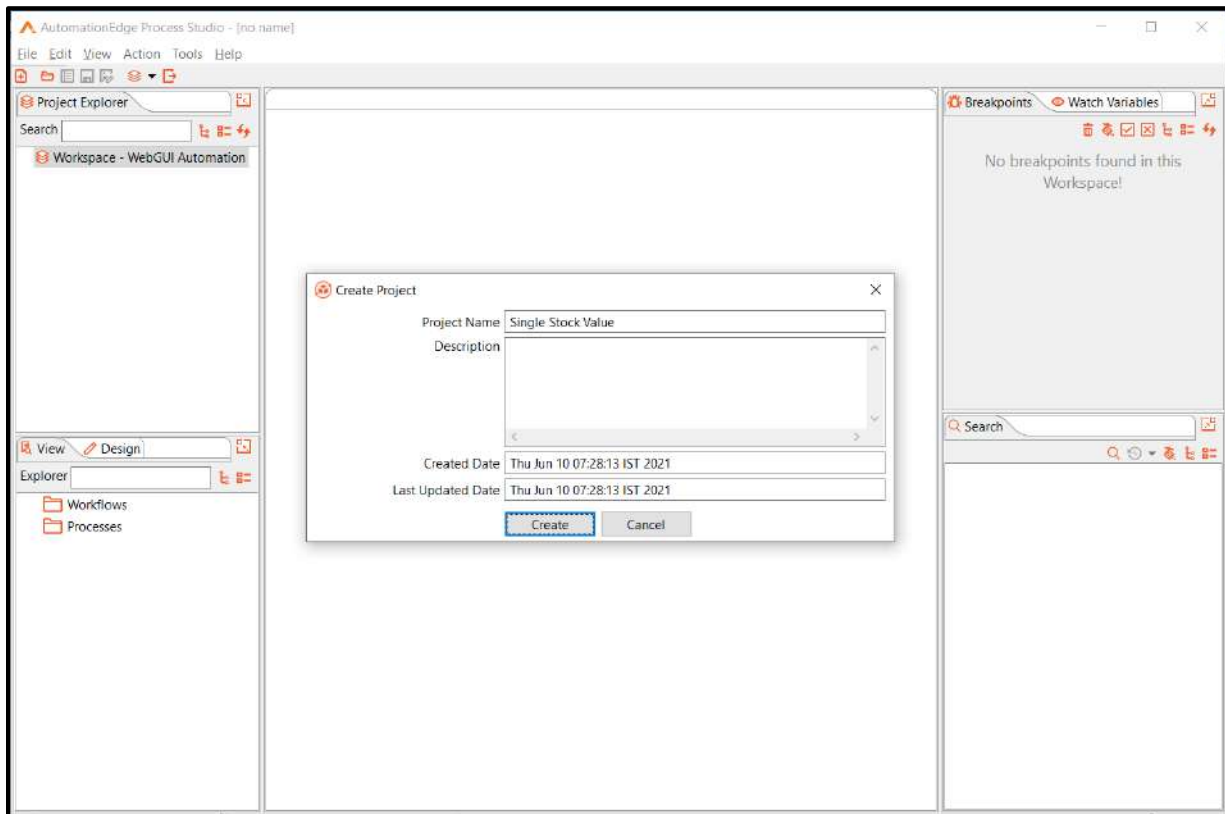 AutomationEdge Process Studio - [no name]
File Edit View Action Tools Help
Project Explorer
Search
Workspace - WebGUI Automation
View Design
Explorer
Workflows
Processes
Create Project
Project Name Single Stock Value
Description
Created Date Thu Jun 10 07:28:13 IST 2021
Last Updated Date Thu Jun 10 07:28:13 IST 2021
Create Cancel
Breakpoints Watch Variables
No breakpoints found in this
Workspace!
Search